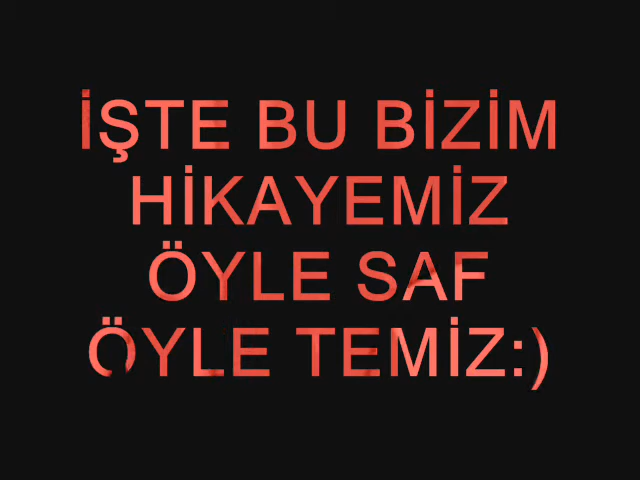 İŞTE BU BİZİM
HİKAYEMİZ
ÖYLE SAF
ÖYLE TEMİZ:)